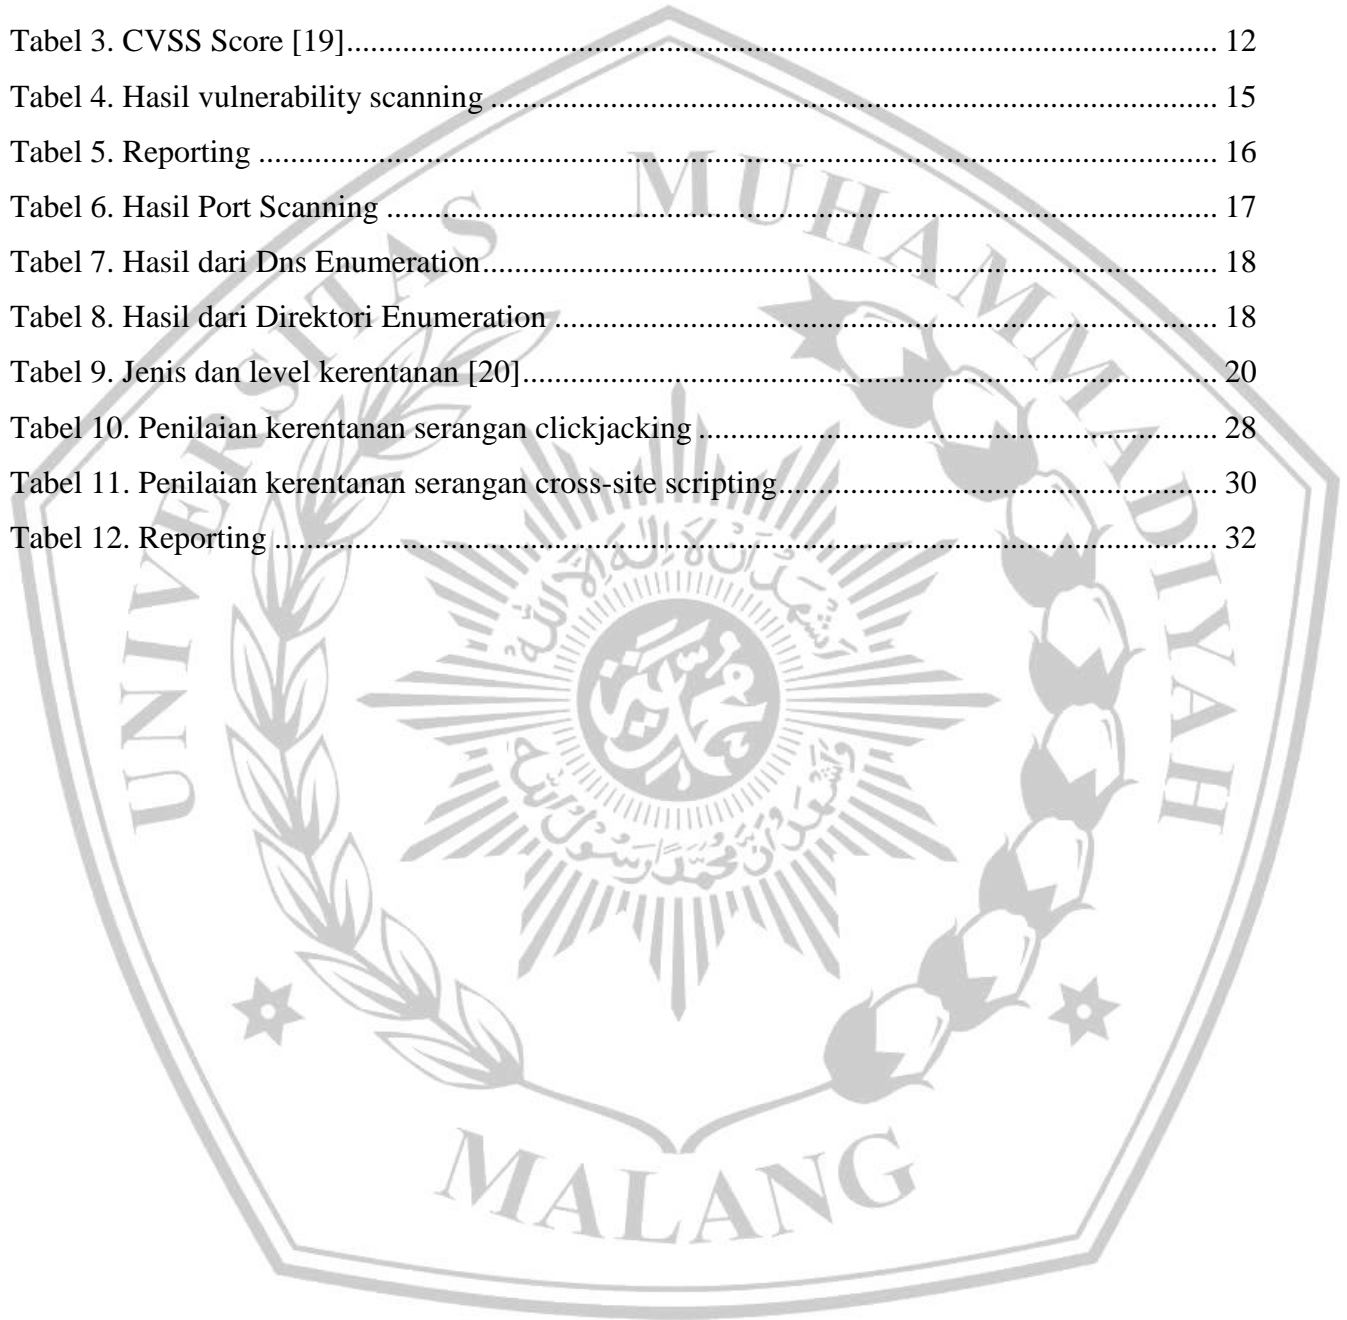 Tabel 3. CVSS Score [19]........................................ 12
Tabel 4. Hasil vulnerability scanning........................................ 15
Tabel 5. Reporting........................................ 16
Tabel 6. Hasil Port Scanning........................................ 17
Tabel 7. Hasil dari Dns Enumeration........................................ 18
Tabel 8. Hasil dari Direktori Enumeration........................................ 18
Tabel 9. Jenis dan level kerentanan [20]........................................ 20
Tabel 10. Penilaian kerentanan serangan clickjacking........................................ 28
Tabel 11. Penilaian kerentanan serangan cross-site scripting........................................ 30
Tabel 12. Reporting........................................ 32
UNIVERSITAS MUHAMMADIYAH
MALANG